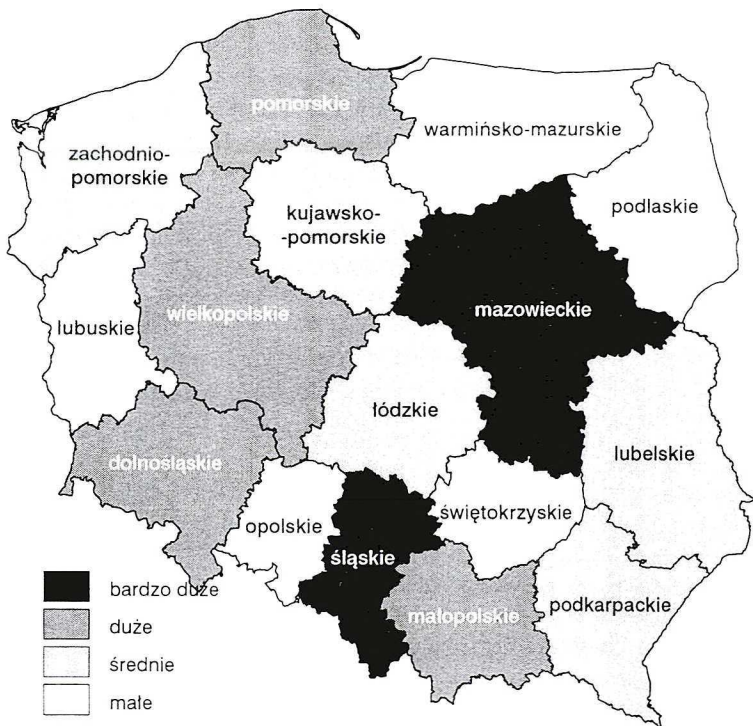 pomorskie
warmińsko-mazurskie
zachodnio-
pomorskie
podlaskie
kujawsko-
-pomorskie
mazowieckie
wielkopolskie
lubuskie
łódzkie
lubelskie
dolnośląskie
opolskie
świętokrzyskie
śląskie
podkarpackie
małopolskie
bardzo duże
duże
średnie
małe